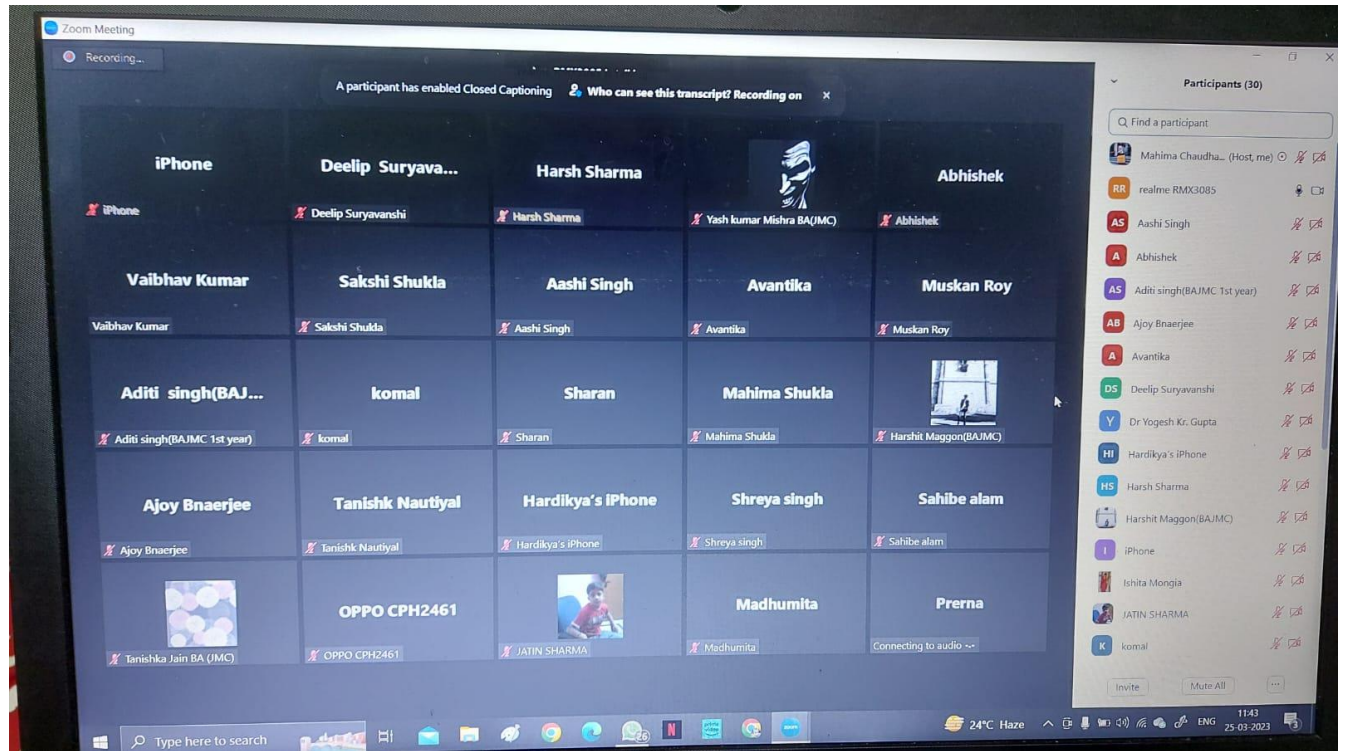 Zoom Meeting
Recording...
A participant has enabled Closed Captioning Who can see this transcript? Recording on ×
iPhone
Deelip Suryava...
Harsh Sharma
Abhishek
iPhone
Deelip Suryavanshi
Harsh Sharma
Yash kumar Mishra BA(JMC)
Abhishek
Vaibhav Kumar
Sakshi Shukla
Aashi Singh
Avantika
Muskan Roy
Vaibhav Kumar
Sakshi Shukla
Aashi Singh
Avantika
Muskan Roy
Aditi singh(BAJ...
komal
Sharan
Mahima Shukla
Aditi singh(BAJMC 1st year)
komal
Sharan
Mahima Shukla
Harshit Maggon(BAJMC)
Ajoy Bnaerjee
Tanishk Nautiyal
Hardikya's iPhone
Shreya singh
Sahibe alam
Ajoy Bnaerjee
Tanishk Nautiyal
Hardikya's iPhone
Shreya singh
Sahibe alam
OPPO CPH2461
Madhumita
Prerna
Tanishka Jain BA (JMC)
OPPO CPH2461
JATIN SHARMA
Madhumita
Connecting to audio
Participants (30)
Find a participant
Mahima Chaudha... (Host, me)
RR realme RMX3085
AS Aashi Singh
A Abhishek
AS Aditi singh(BAJMC 1st year)
AB Ajoy Bnaerjee
A Avantika
DS Deelip Suryavanshi
Y Dr Yogesh Kr. Gupta
HI Hardikya's iPhone
HS Harsh Sharma
Harshit Maggon(BAJMC)
I iPhone
Ishita Mongia
JATIN SHARMA
K komal
Invite
Mute All
...
Type here to search
26
N
zoom
24°C Haze
ENG
11:43
25-03-2023
3